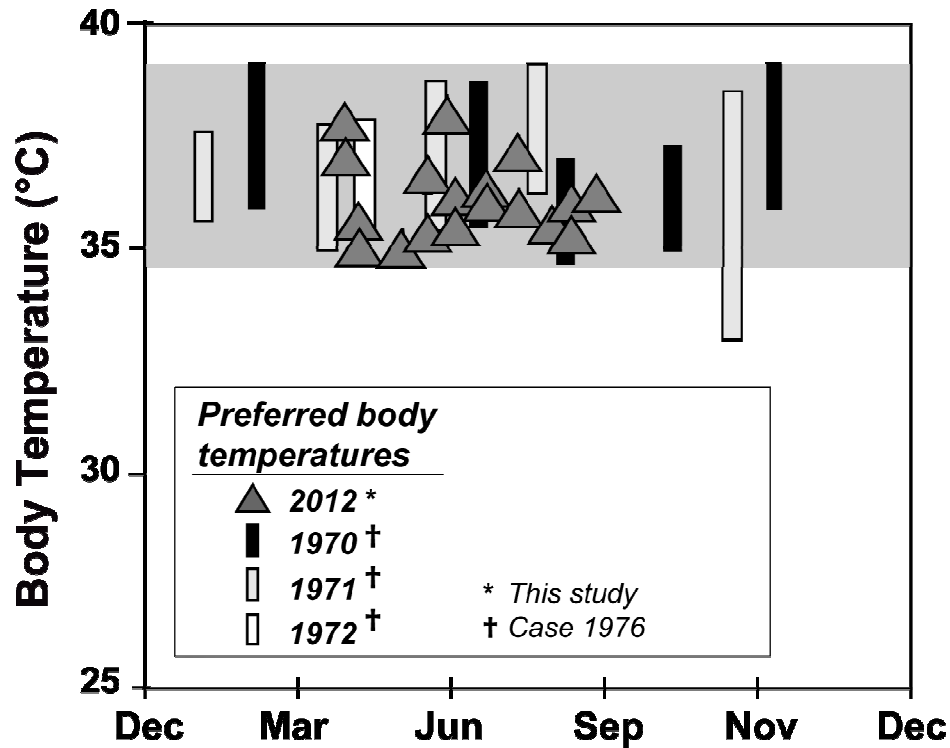 40
35
30
25
Body Temperature (°C)
Preferred body
temperatures
2012 *
1970 †
1971 †
1972 †
* This study
† Case 1976
Dec Mar Jun Sep Nov Dec